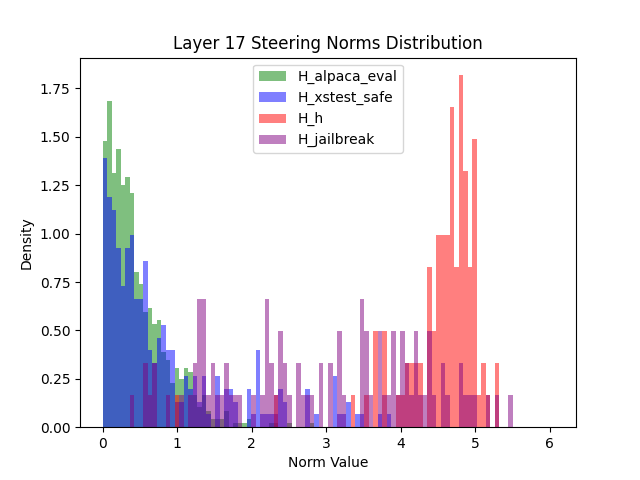 Layer 17 Steering Norms Distribution
H_alpaca_eval
H_xstest_safe
H_h
H_jailbreak
1.75
1.50
1.25
1.00
0.75
0.50
0.25
0.00
Density
0 1 2 3 4 5 6
Norm Value